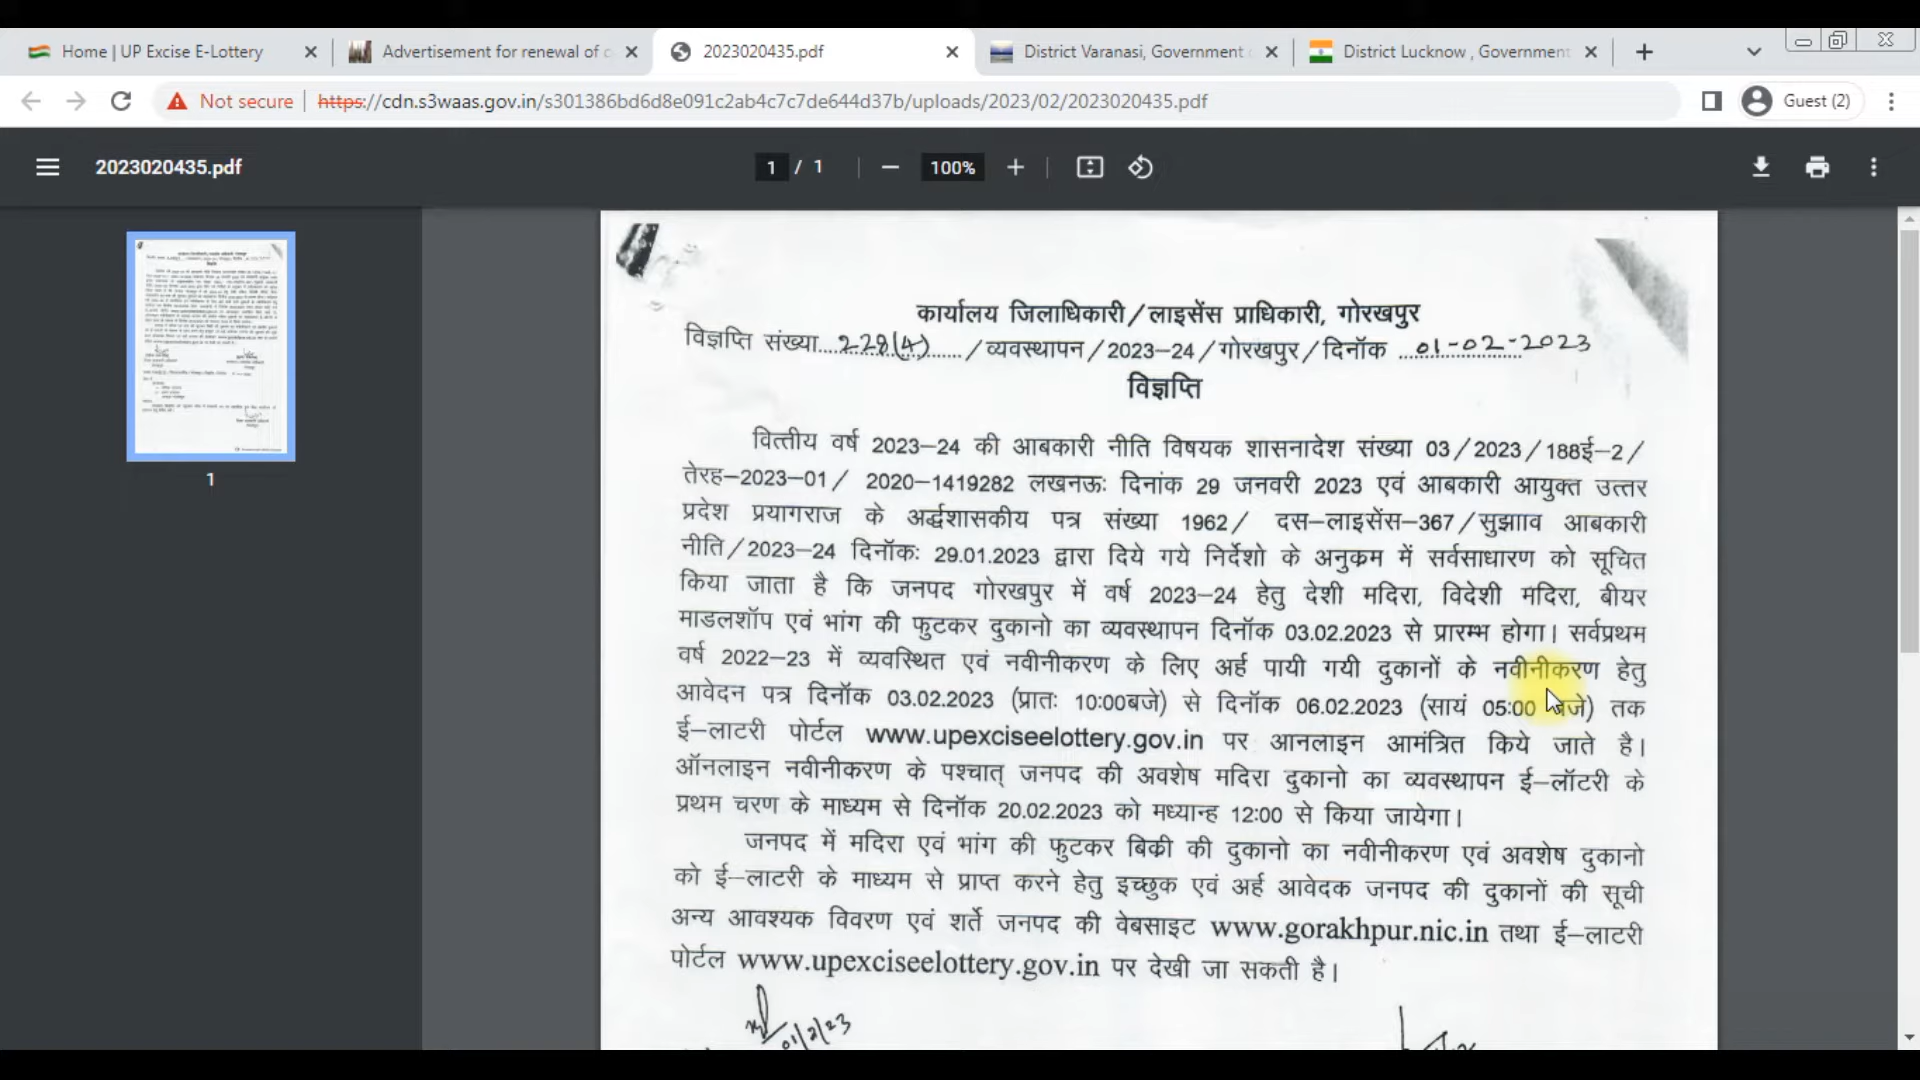 Home | UP Excise E-Lottery
Advertisement for renewal of c
2023020435.pdf
District Varanasi, Government
District Lucknow , Government
Not secure
https://cdn.s3waas.gov.in/s301386bd6d8e091c2ab4c7c7de644d37b/uploads/2023/02/2023020435.pdf
Guest (2)
2023020435.pdf
1 / 1
100%
1
कार्यालय जिलाधिकारी/लाइसेंस प्राधिकारी, गोरखपुर
विज्ञप्ति संख्या....228(4)....../व्यवस्थापन/2023–24/गोरखपुर/दिनॉक ...01-02-2023
विज्ञप्ति
वित्तीय वर्ष 2023–24 की आबकारी नीति विषयक शासनादेश संख्या 03/2023/188ई–2/
तेरह–2023–01/ 2020–1419282 लखनऊः दिनांक 29 जनवरी 2023 एवं आबकारी आयुक्त उत्तर
प्रदेश प्रयागराज के अर्द्धशासकीय पत्र संख्या 1962/ दस–लाइसेंस–367/सुझााव आबकारी
नीति/2023–24 दिनॉकः 29.01.2023 द्वारा दिये गये निर्देशो के अनुक्रम में सर्वसाधारण को सूचित
किया जाता है कि जनपद गोरखपुर में वर्ष 2023–24 हेतु देशी मदिरा, विदेशी मदिरा, बीयर
माडलशॉप एवं भांग की फुटकर दुकानो का व्यवस्थापन दिनॉक 03.02.2023 से प्रारम्भ होगा। सर्वप्रथम
वर्ष 2022–23 में व्यवस्थित एवं नवीनीकरण के लिए अर्ह पायी गयी दुकानों के नवीनीकरण हेतु
आवेदन पत्र दिनॉक 03.02.2023 (प्रातः 10:00बजे) से दिनॉक 06.02.2023 (सायं 05:00 बजे) तक
ई–लाटरी पोर्टल www.upexciseelottery.gov.in पर आनलाइन आमंत्रित किये जाते है।
ऑनलाइन नवीनीकरण के पश्चात् जनपद की अवशेष मदिरा दुकानो का व्यवस्थापन ई–लॉटरी के
प्रथम चरण के माध्यम से दिनॉक 20.02.2023 को मध्यान्ह 12:00 से किया जायेगा।
जनपद में मदिरा एवं भांग की फुटकर बिक्री की दुकानो का नवीनीकरण एवं अवशेष दुकानो
को ई–लाटरी के माध्यम से प्राप्त करने हेतु इच्छुक एवं अर्ह आवेदक जनपद की दुकानों की सूची
अन्य आवश्यक विवरण एवं शर्ते जनपद की वेबसाइट www.gorakhpur.nic.in तथा ई–लाटरी
पोर्टल www.upexciseelottery.gov.in पर देखी जा सकती है।
01/2/23